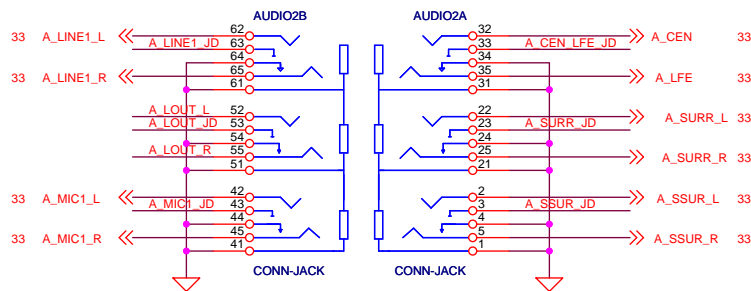 AUDIO2B AUDIO2A
33 A_LINE1_L 62 32 A_CEN 33
A_LINE1_JD 63 33 A_CEN_LFE_JD
64 34
33 A_LINE1_R 65 35 A_LFE 33
61 31
A_LOUT_L 52 22 A_SURR_L 33
A_LOUT_JD 53 23 A_SURR_JD
54 24
A_LOUT_R 55 25 A_SURR_R 33
51 21
33 A_MIC1_L 42 2 A_SSUR_L 33
A_MIC1_JD 43 3 A_SSUR_JD
44 4
33 A_MIC1_R 45 5 A_SSUR_R 33
41 1
CONN-JACK CONN-JACK